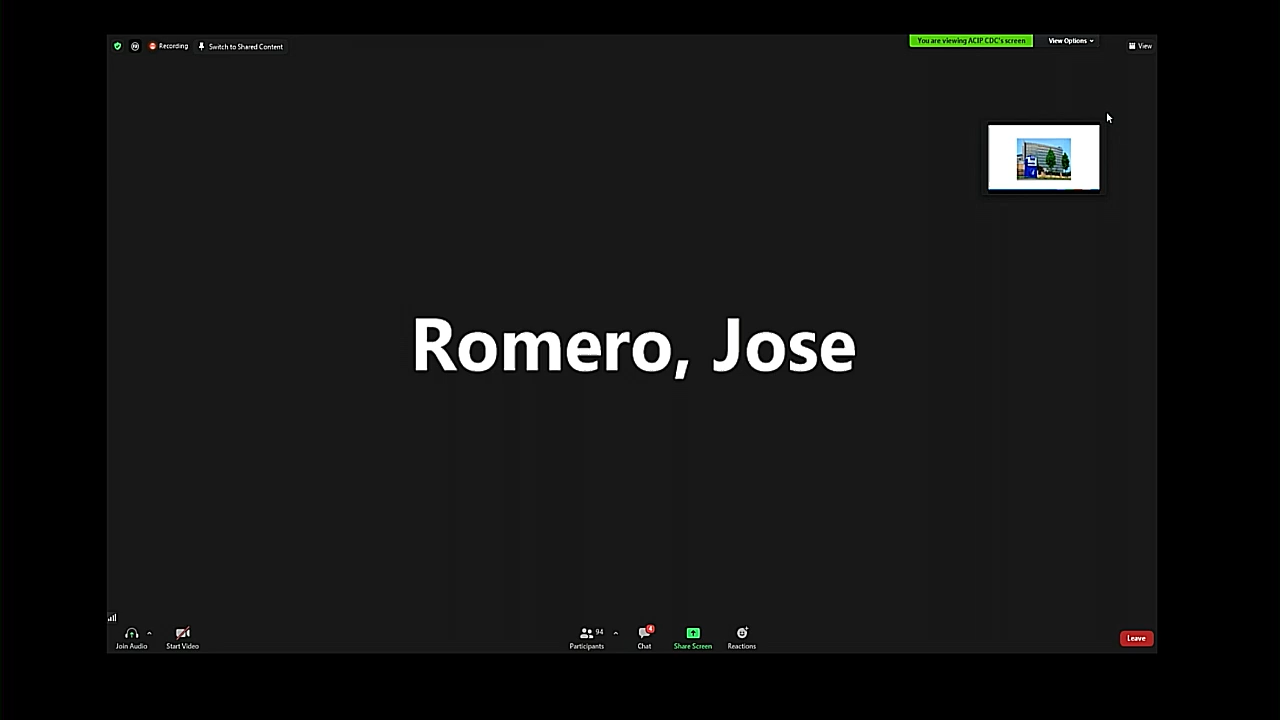 Recording
Switch to Shared Content
You are viewing ACIP CDC's screen
View Options
View
Romero, Jose
Join Audio
Start Video
94
Participants
4
Chat
Share Screen
Reactions
Leave